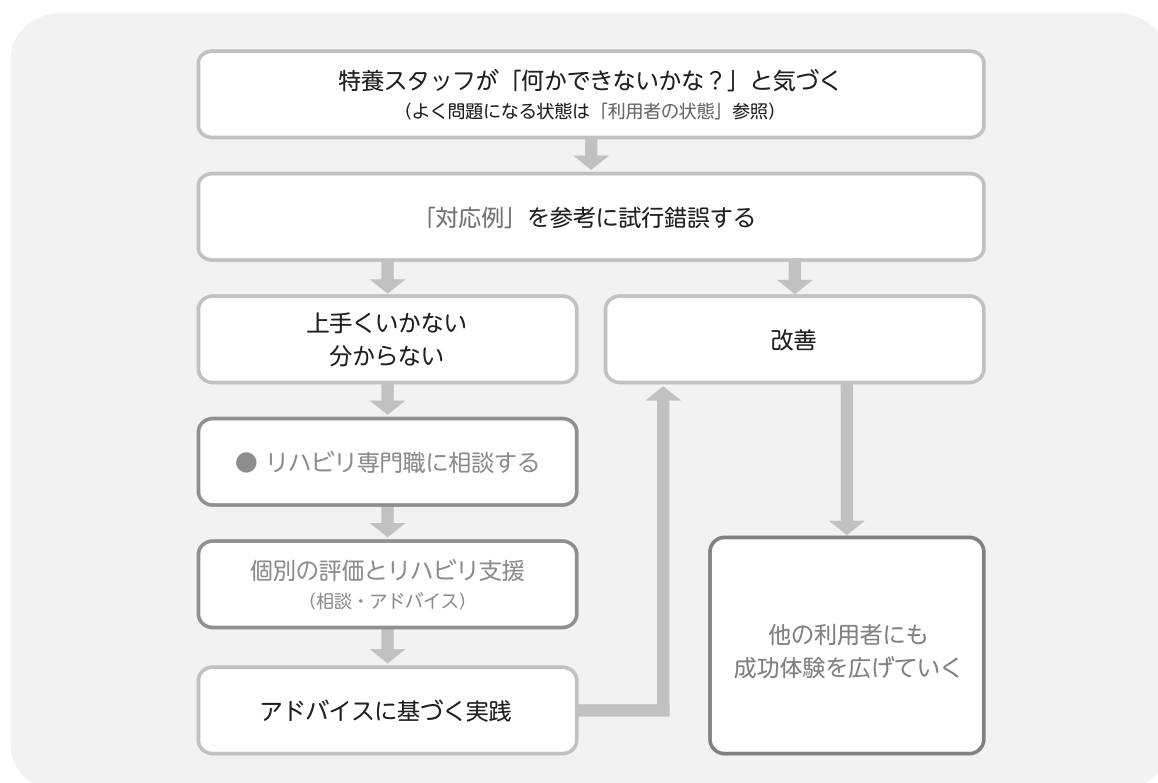 特養スタッフが「何かできないかな？」と気づく
（よく問題になる状態は「利用者の状態」参照）
「対応例」を参考に試行錯誤する
上手くいかない
分からない
改善
● リハビリ専門職に相談する
個別の評価とリハビリ支援
（相談・アドバイス）
他の利用者にも
成功体験を広げていく
アドバイスに基づく実践